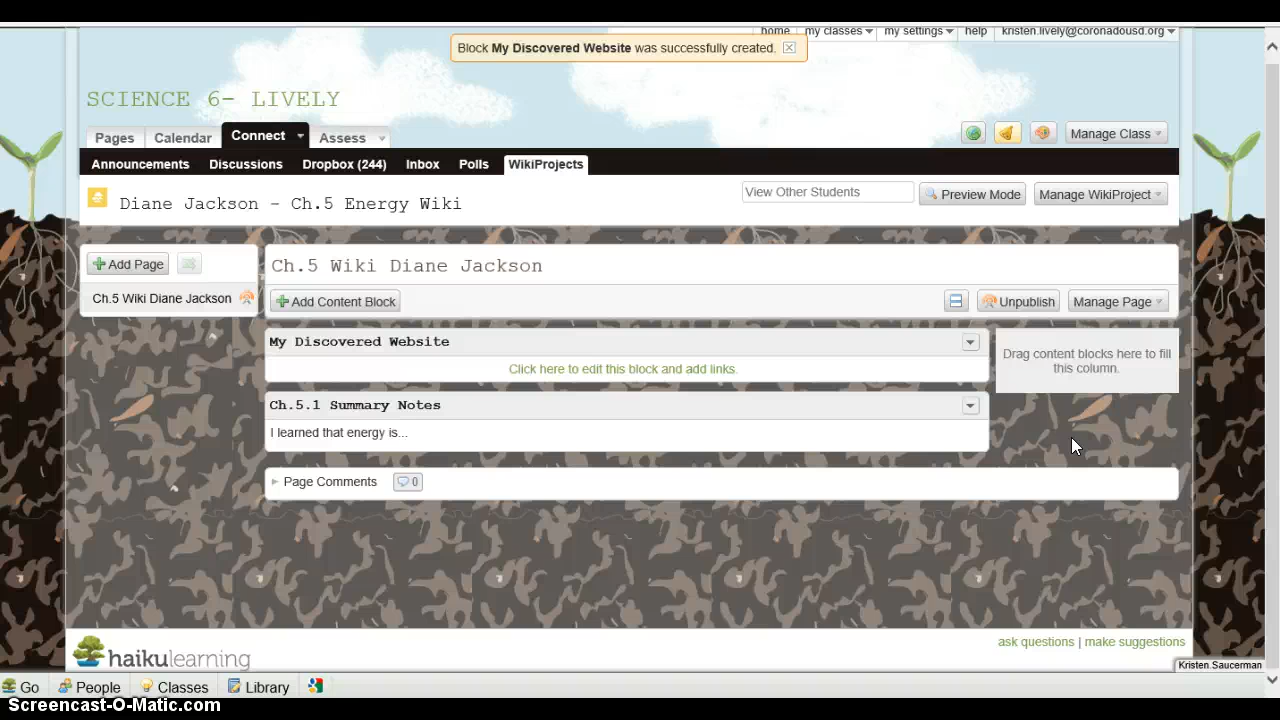 home my classes my settings help kristen.lively@coronadousd.org
Block My Discovered Website was successfully created.
SCIENCE 6- LIVELY
Pages Calendar Connect Assess Manage Class
Announcements Discussions Dropbox (244) Inbox Polls WikiProjects
Diane Jackson - Ch.5 Energy Wiki View Other Students Preview Mode Manage WikiProject
Add Page Ch.5 Wiki Diane Jackson
Ch.5 Wiki Diane Jackson Add Content Block Unpublish Manage Page
My Discovered Website
Click here to edit this block and add links.
Drag content blocks here to fill
this column.
Ch.5.1 Summary Notes
I learned that energy is...
Page Comments 0
ask questions | make suggestions
haikulearning
Kristen.Saucerman
Go People Classes Library
Screencast-O-Matic.com